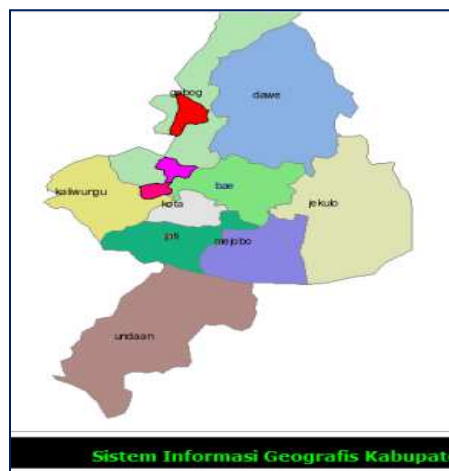 gebog
dawe
kaliwungu
bae
kota
jekulo
jati
mejobo
undaan
Sistem Informasi Geografis Kabupat